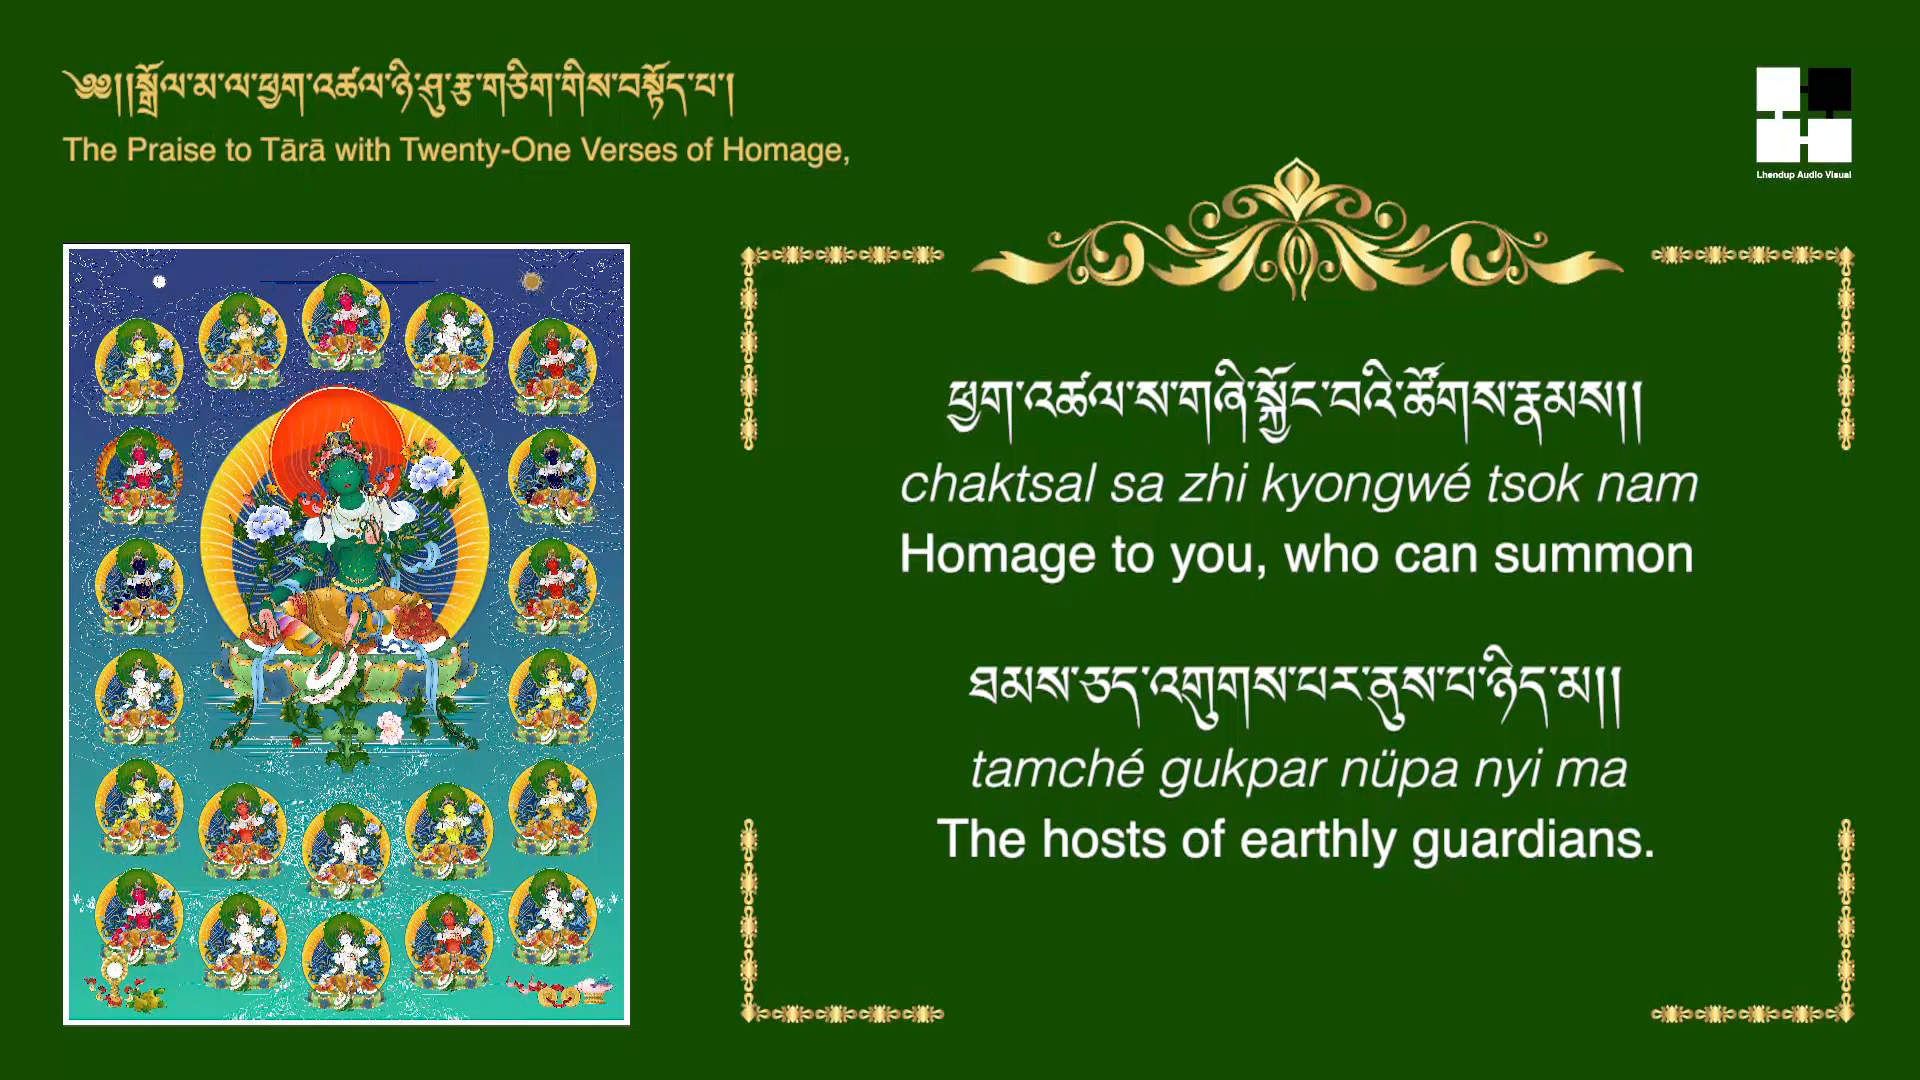 ༄༅།།སྒྲོལ་མ་ལ་ཕྱག་འཚལ་ཉི་ཤུ་རྩ་གཅིག་གིས་བསྟོད་པ་།
The Praise to Tārā with Twenty-One Verses of Homage,
Lhendup Audio Visual
ཕྱག་འཚལ་ས་གཞི་སྐྱོང་བའི་ཚོགས་རྣམས།།
chaktsal sa zhi kyongwé tsok nam
Homage to you, who can summon
ཐམས་ཅད་འགུགས་པར་ནུས་པ་ཉིད་མ།།
tamché gukpar nüpa nyi ma
The hosts of earthly guardians.